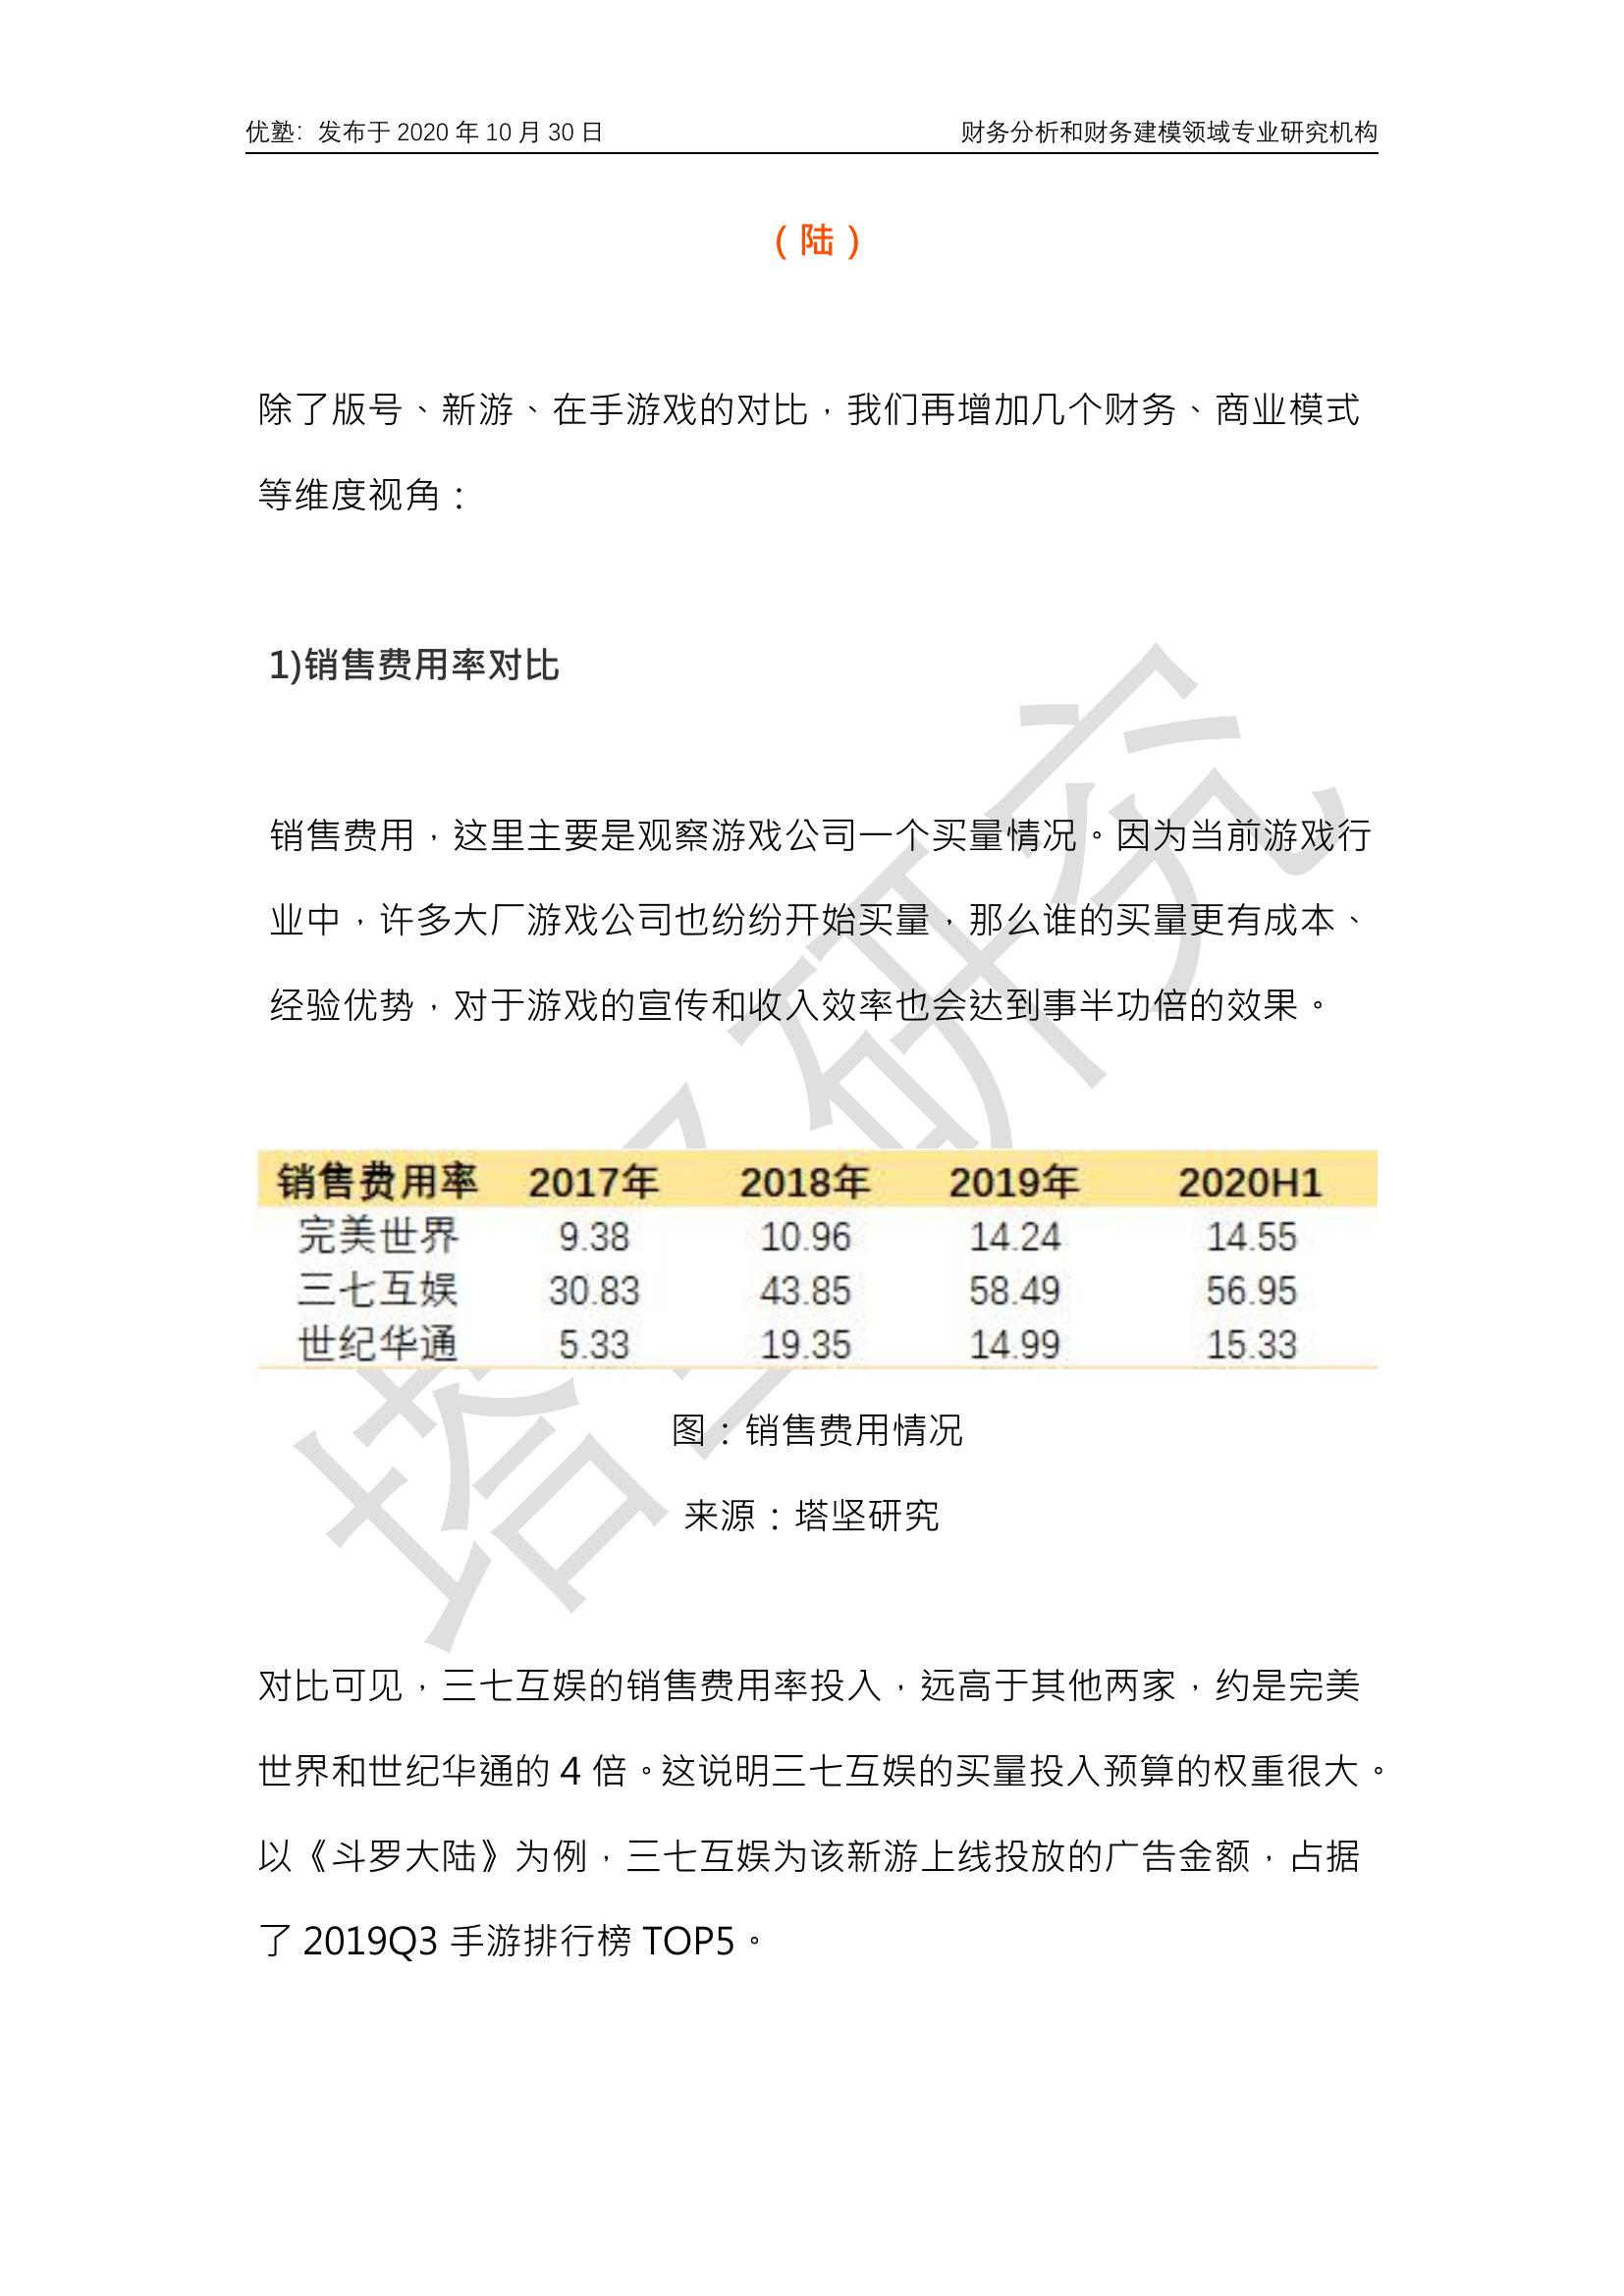 优塾：发布于 2020 年 10 月 30 日 财务分析和财务建模领域专业研究机构
（陆）
除了版号、新游、在手游戏的对比，我们再增加几个财务、商业模式
等维度视角：
1)销售费用率对比
销售费用，这里主要是观察游戏公司一个买量情况。因为当前游戏行
业中，许多大厂游戏公司也纷纷开始买量，那么谁的买量更有成本、
经验优势，对于游戏的宣传和收入效率也会达到事半功倍的效果。
销售费用率 2017年 2018年 2019年 2020H1
完美世界 9.38 10.96 14.24 14.55
三七互娱 30.83 43.85 58.49 56.95
世纪华通 5.33 19.35 14.99 15.33
图：销售费用情况
来源：塔坚研究
对比可见，三七互娱的销售费用率投入，远高于其他两家，约是完美
世界和世纪华通的 4 倍。这说明三七互娱的买量投入预算的权重很大。
以《斗罗大陆》为例，三七互娱为该新游上线投放的广告金额，占据
了 2019Q3 手游排行榜 TOP5。
塔坚研究